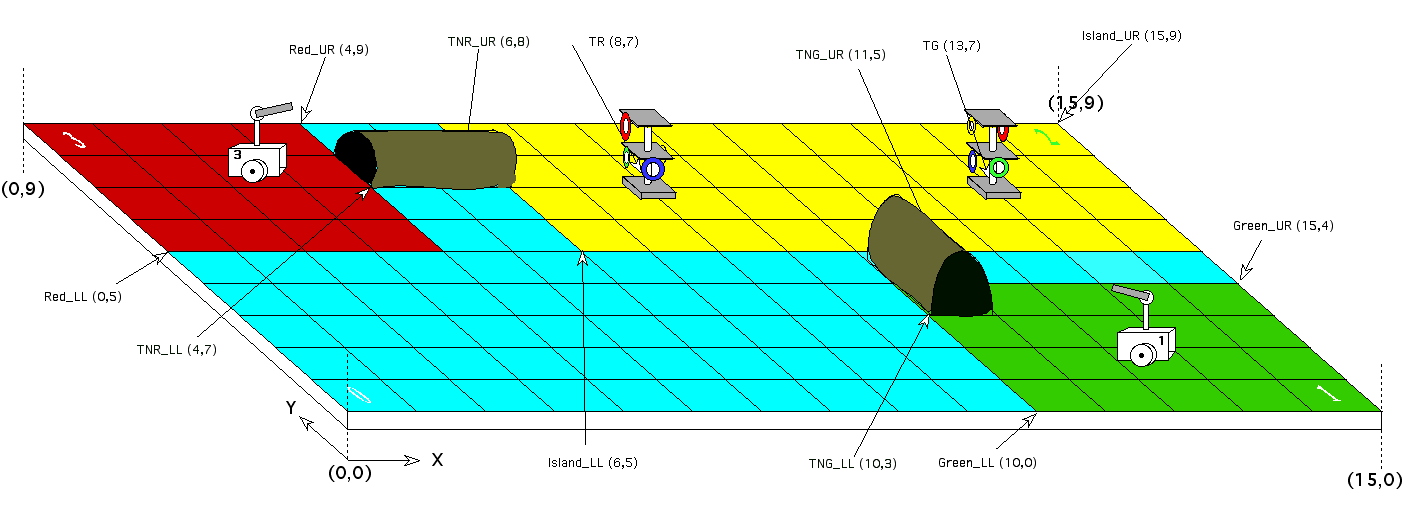 Red_UR (4,9)
TNR_UR (6,8)
TR (8,7)
TNG_UR (11,5)
TG (13,7)
Island_UR (15,9)
(15,9)
3
(0,9)
Green_UR (15,4)
Red_LL (0,5)
TNR_LL (4,7)
1
Y
X
(0,0)
Island_LL (6,5)
TNG_LL (10,3)
Green_LL (10,0)
(15,0)